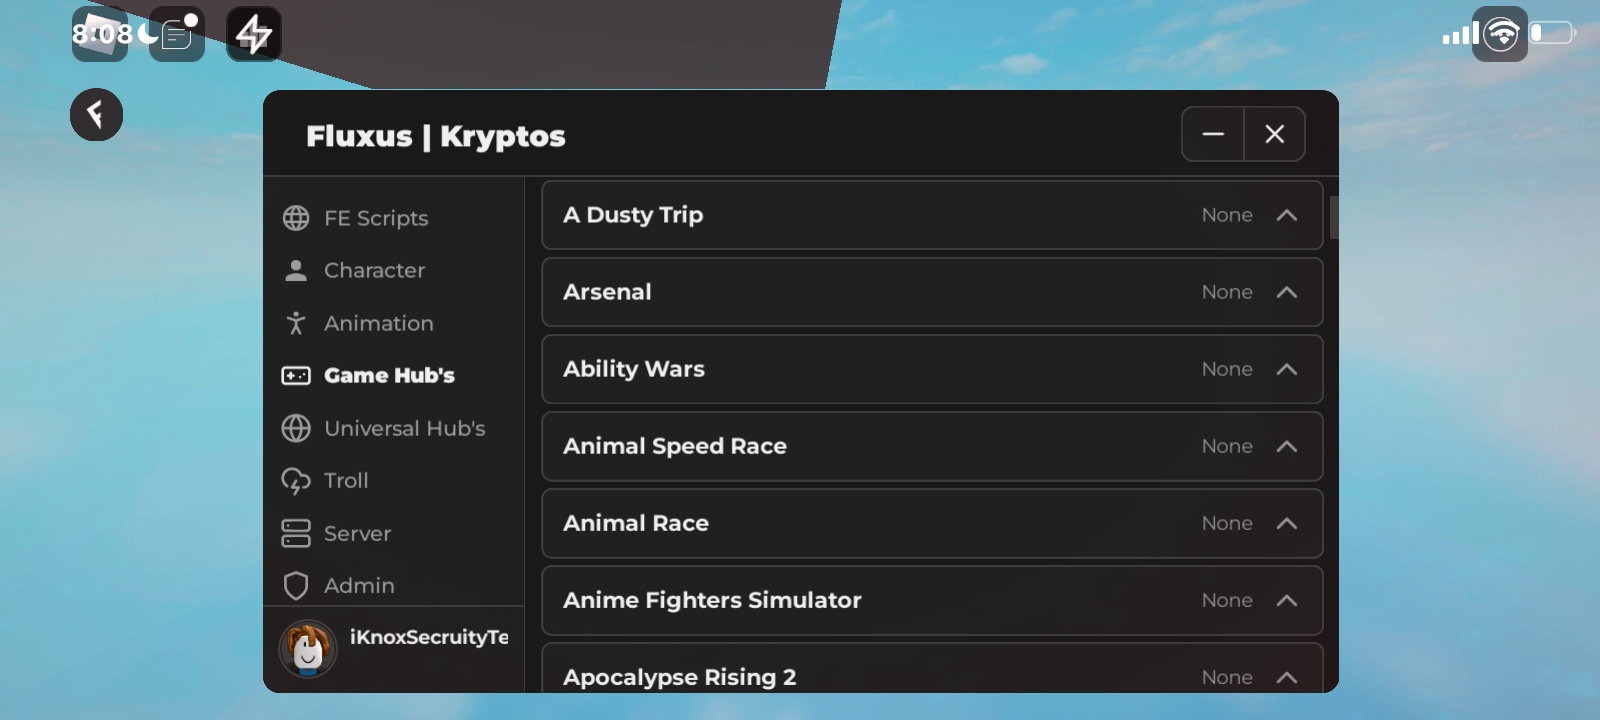 8:08
Fluxus | Kryptos
FE Scripts
Character
Animation
Game Hub's
Universal Hub's
Troll
Server
Admin
iKnoxSecruityTe
A Dusty Trip None
Arsenal None
Ability Wars None
Animal Speed Race None
Animal Race None
Anime Fighters Simulator None
Apocalypse Rising 2 None